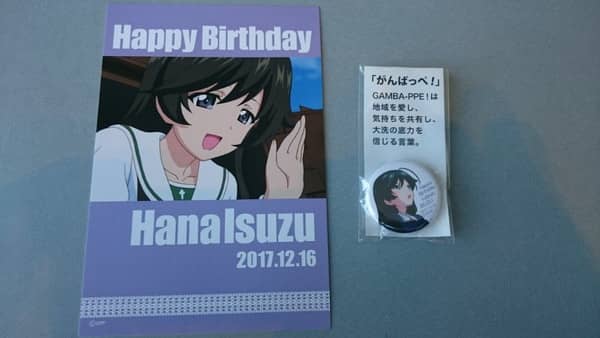 Happy Birthday
Hana Isuzu
2017.12.16
「がんばっぺ！」
GAMBA-PPE！は
地域を愛し、
気持ちを共有し、
大洗の底力を
信じる言葉。